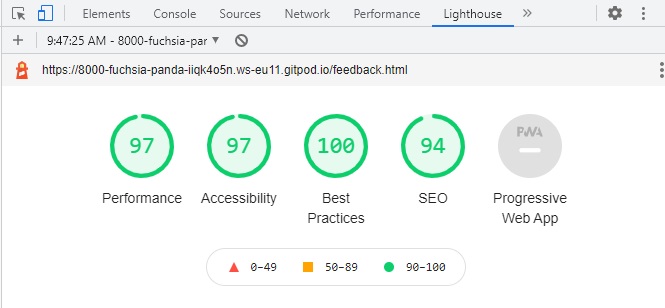 Elements Console Sources Network Performance Lighthouse
+ 9:47:25 AM - 8000-fuchsia-par
https://8000-fuchsia-panda-iiqk4o5n.ws-eu11.gitpod.io/feedback.html
97 97 100 94 PWA
Performance Accessibility Best Practices SEO Progressive Web App
0–49 50–89 90–100